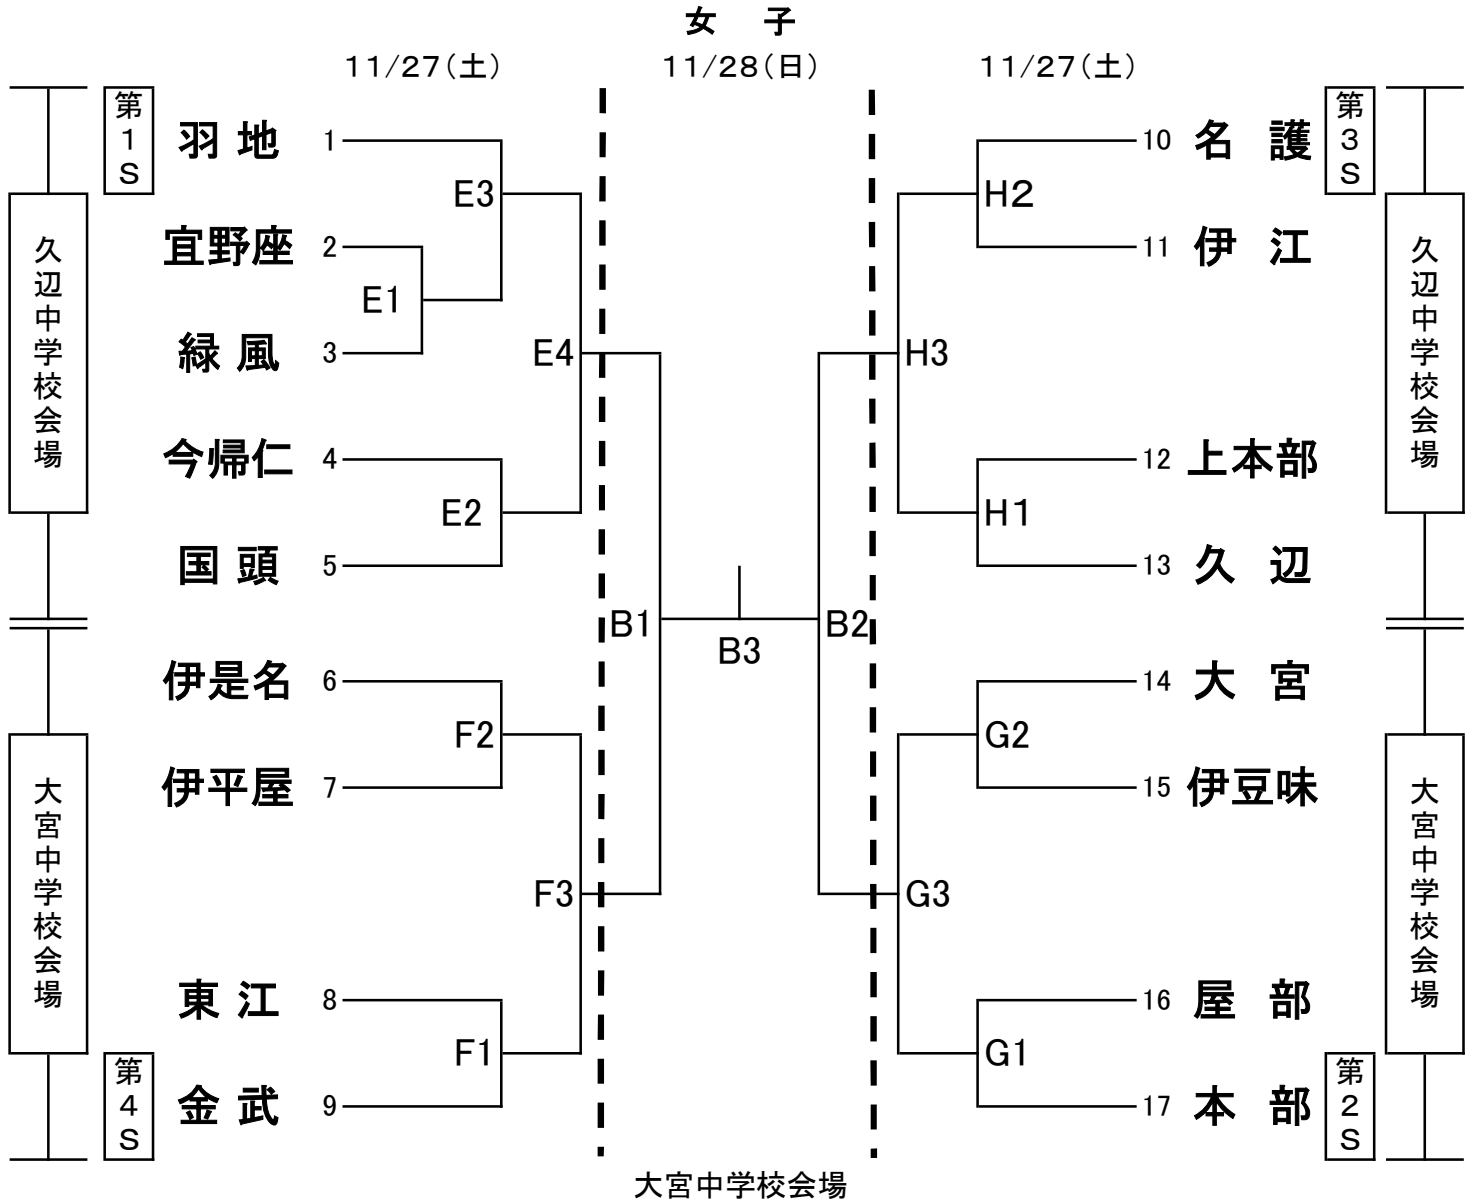 女 子
11/27(土) 11/28(日) 11/27(土)
第1S
第3S
羽地 1
10 名護
E3
H2
宜野座 2
11 伊江
久辺中学校会場
久辺中学校会場
E1
緑風 3
E4
H3
今帰仁 4
12 上本部
E2
H1
国頭 5
13 久辺
B1
B3
B2
伊是名 6
14 大宮
F2
G2
伊平屋 7
15 伊豆味
大宮中学校会場
大宮中学校会場
F3
G3
東江 8
16 屋部
F1
G1
第4S
第2S
金武 9
17 本部
大宮中学校会場